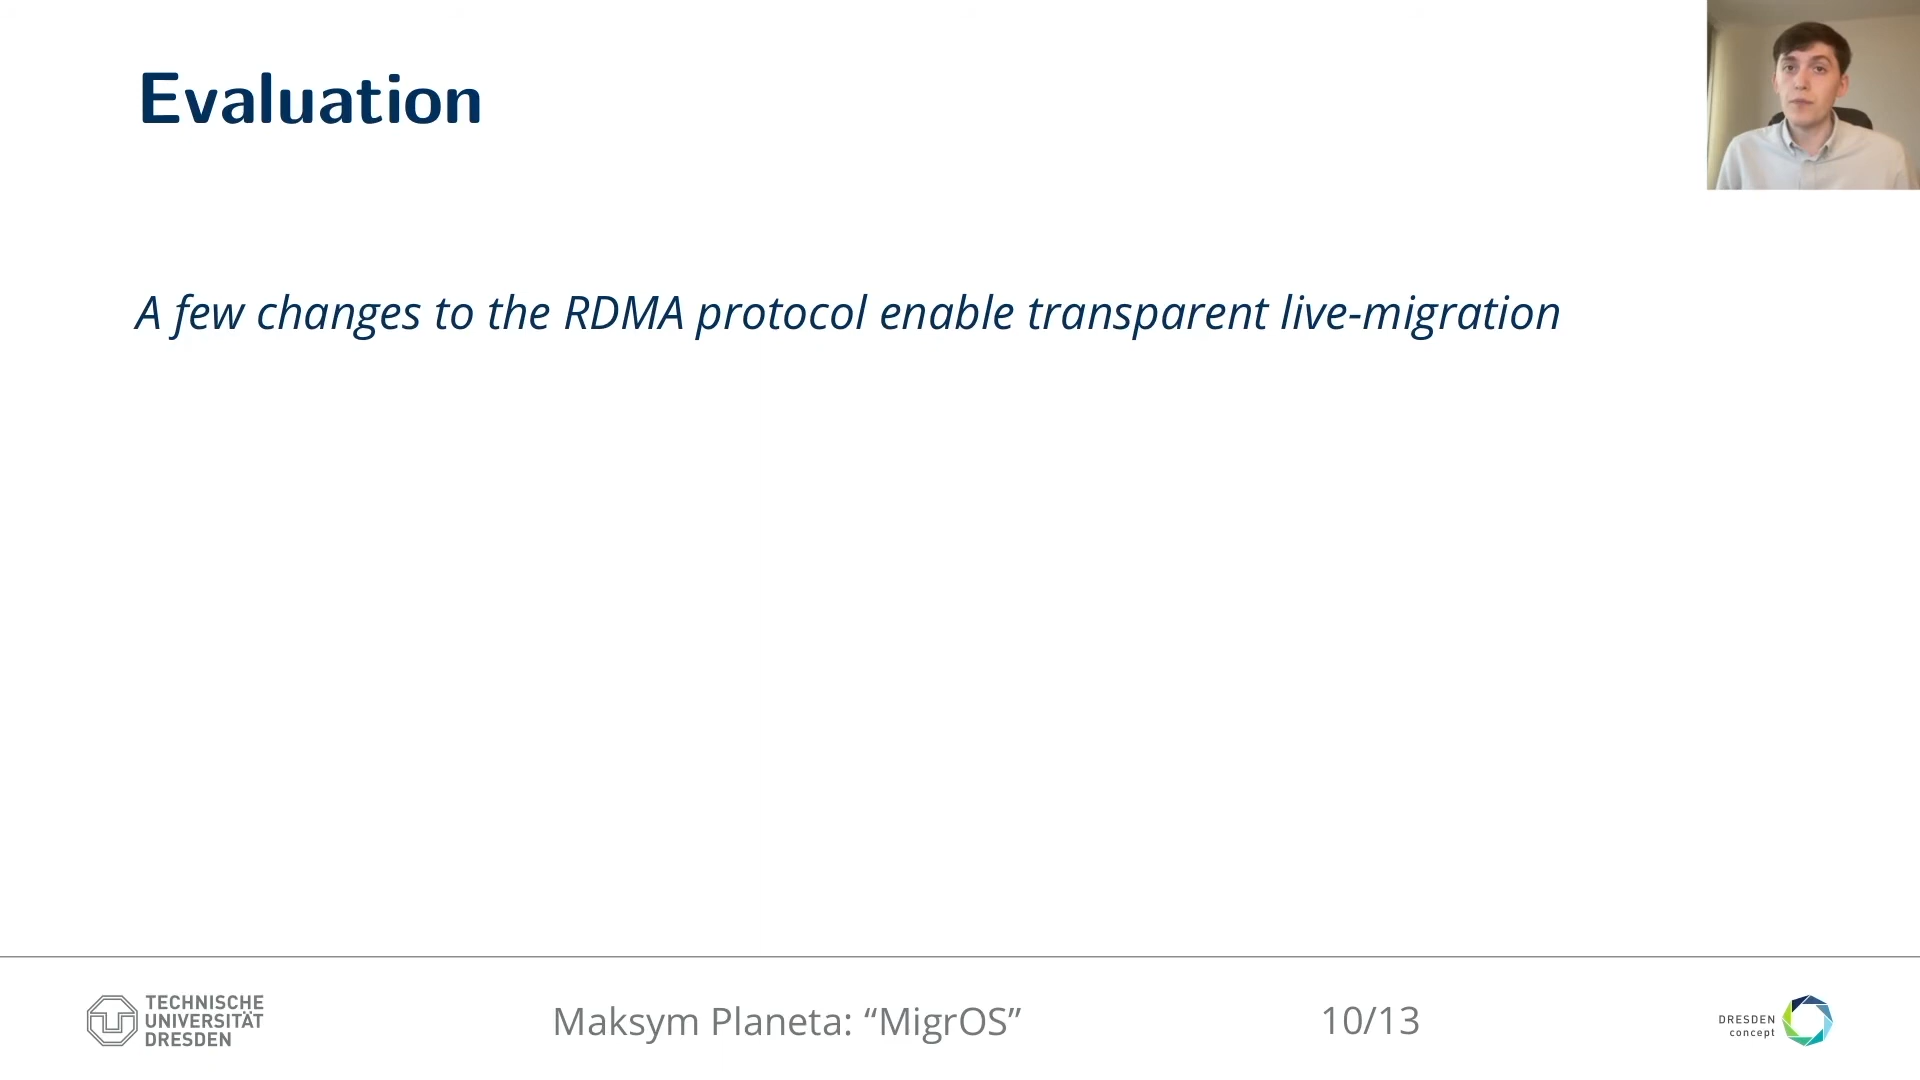 Evaluation
A few changes to the RDMA protocol enable transparent live-migration
TECHNISCHE
UNIVERSITÄT
DRESDEN
Maksym Planeta: “MigrOS”
10/13
DRESDEN
concept